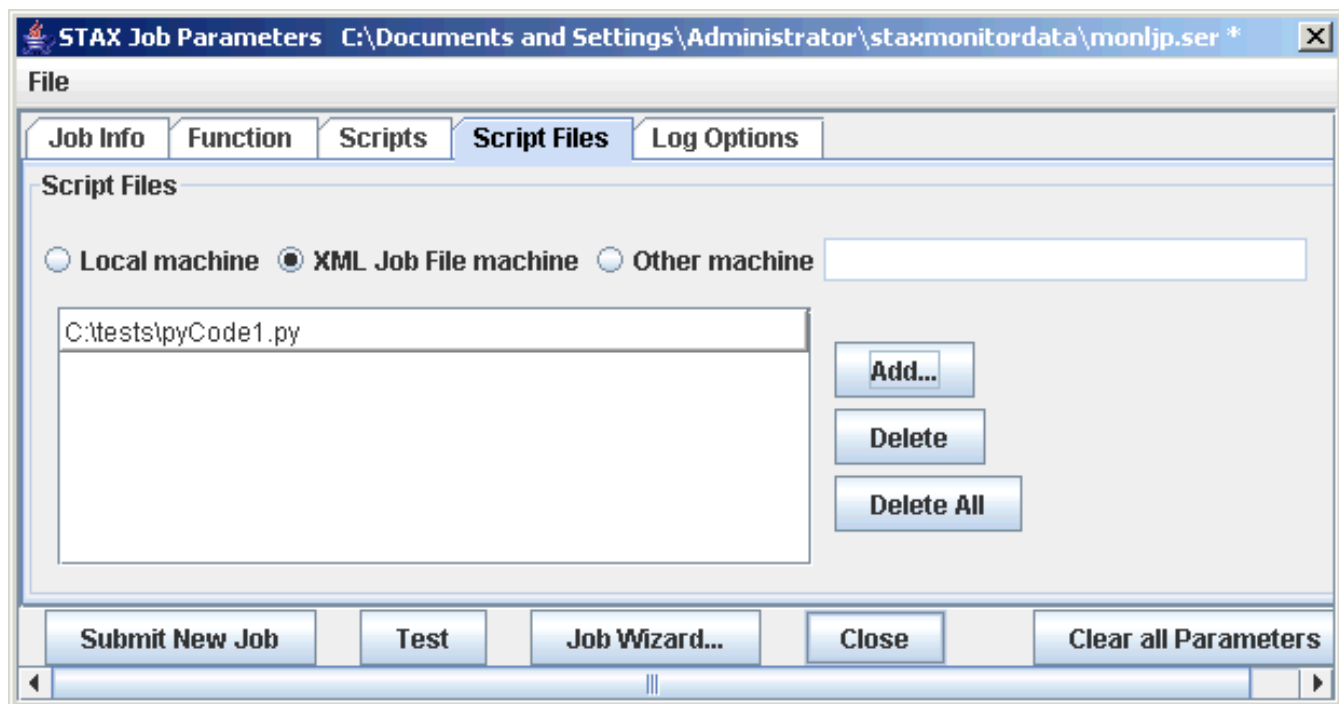 STAX Job Parameters C:\Documents and Settings\Administrator\staxmonitordata\monljp.ser *
File
Job Info Function Scripts Script Files Log Options
Script Files
Local machine XML Job File machine Other machine
C:\tests\pyCode1.py
Add...
Delete
Delete All
Submit New Job Test Job Wizard... Close Clear all Parameters